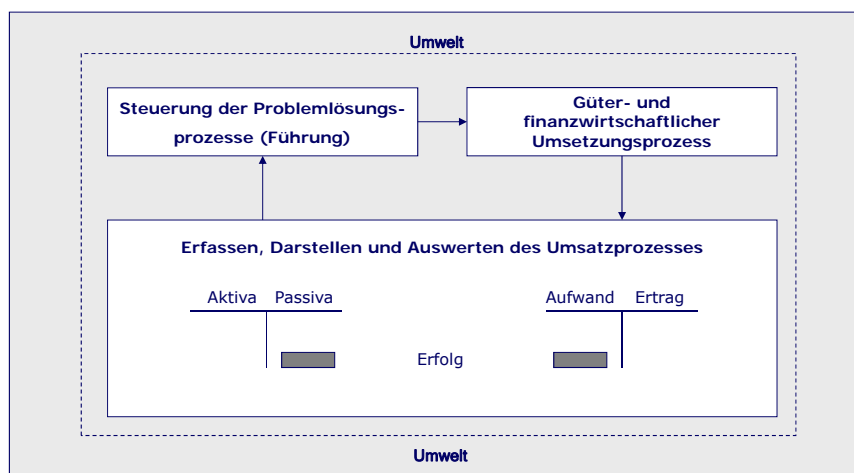 Umwelt
Steuerung der Problemlösungs-
prozesse (Führung)
Güter- und
finanzwirtschaftlicher
Umsetzungsprozess
Erfassen, Darstellen und Auswerten des Umsatzprozesses
Aktiva Passiva
Aufwand Ertrag
Erfolg
Umwelt